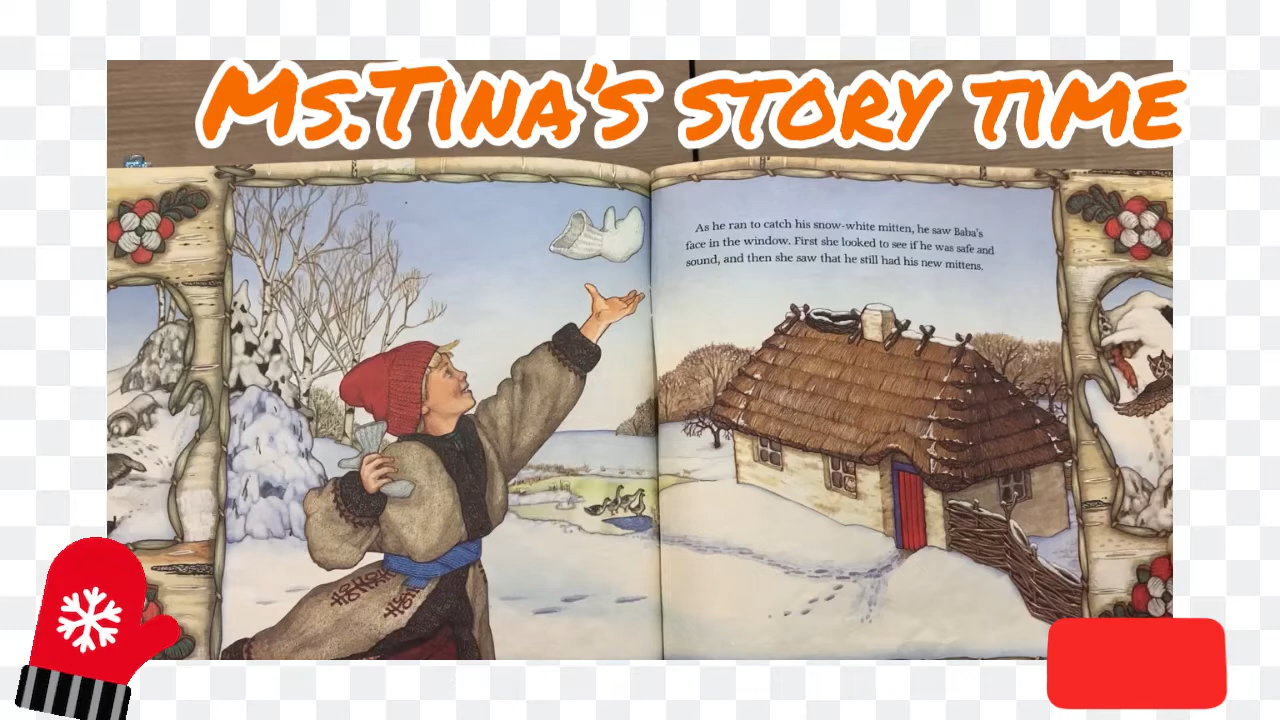 Ms.Tina's story time
As he ran to catch his snow-white mitten, he saw Baba's
face in the window. First she looked to see if he was safe and
sound, and then she saw that he still had his new mittens.